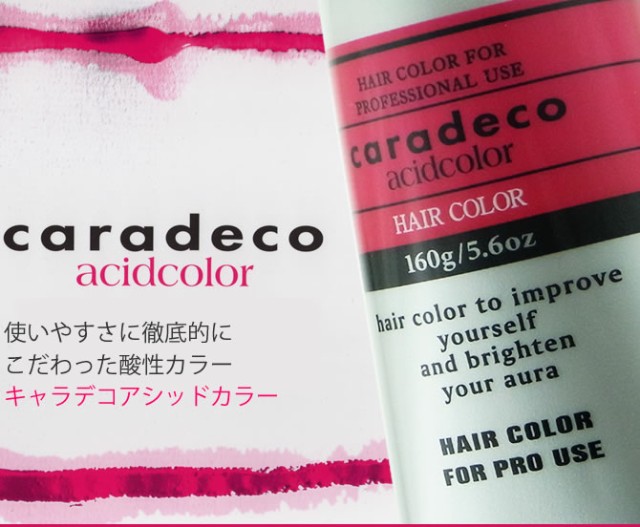 caradeco
acidcolor
使いやすさに徹底的に
こだわった酸性カラー
キャラデコアシッドカラー
HAIR COLOR FOR
PROFESSIONAL USE
caradeco
acidcolor
HAIR COLOR
160g/5.6oz
hair color to improve
yourself
and brighten
your aura
HAIR COLOR
FOR PRO USE